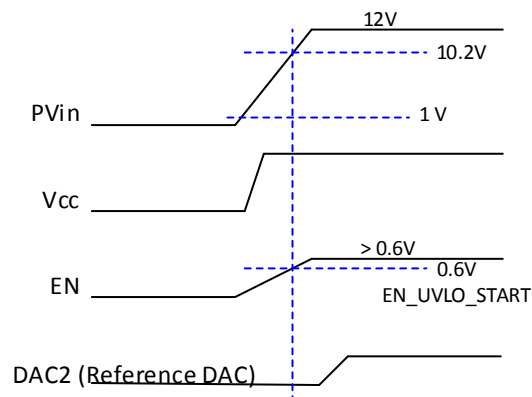 12V
10.2V
PVin
1 V
Vcc
> 0.6V
0.6V
EN
EN_UVLO_START
DAC2 (Reference DAC)